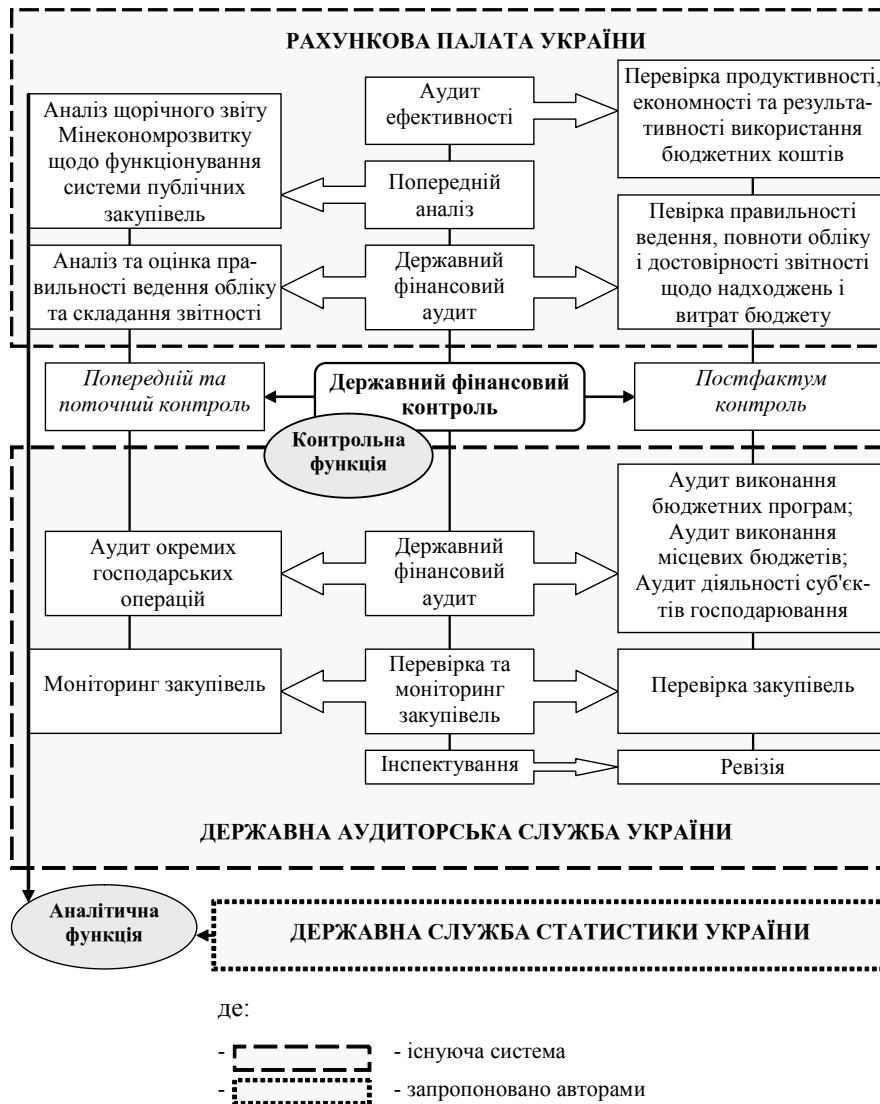 РАХУНКОВА ПАЛАТА УКРАЇНИ
Аналіз щорічного звіту
Мінекономрозвитку
щодо функціонування
системи публічних
закупівель
Аудит
ефективності
Перевірка продуктивності,
економності та результа-
тивності використання
бюджетних коштів
Попередній
аналіз
Аналіз та оцінка пра-
вильності ведення обліку
та складання звітності
Державний
фінансовий
аудит
Певірка правильності
ведення, повноти обліку
і достовірності звітності
щодо надходжень і
витрат бюджету
Попередній та
поточний контроль
Державний фінансовий
контроль
Постфактум
контроль
Контрольна
функція
Аудит окремих
господарських
операцій
Державний
фінансовий
аудит
Аудит виконання
бюджетних програм;
Аудит виконання
місцевих бюджетів;
Аудит діяльності суб'єк-
тів господарювання
Моніторинг закупівель
Перевірка та
моніторинг
закупівель
Перевірка закупівель
Інспектування
Ревізія
ДЕРЖАВНА АУДИТОРСЬКА СЛУЖБА УКРАЇНИ
Аналітична
функція
ДЕРЖАВНА СЛУЖБА СТАТИСТИКИ УКРАЇНИ
де:
- - існуюча система
- - запропоновано авторами